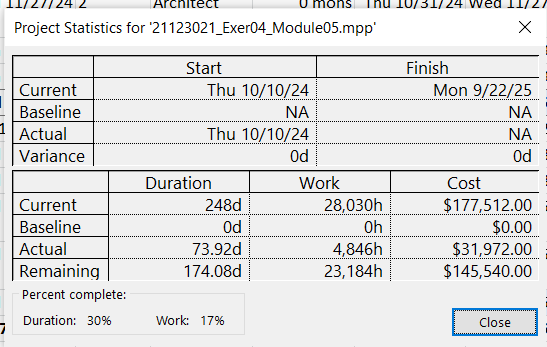 11/27/24 2 Architect 0 mons Thu 10/31/24 Wed 11/27
Project Statistics for '21123021_Exer04_Module05.mpp'
Start Finish
Current Thu 10/10/24 Mon 9/22/25
Baseline NA NA
Actual Thu 10/10/24 NA
Variance 0d 0d
Duration Work Cost
Current 248d 28,030h $177,512.00
Baseline 0d 0h $0.00
Actual 73.92d 4,846h $31,972.00
Remaining 174.08d 23,184h $145,540.00
Percent complete:
Duration: 30% Work: 17%
Close